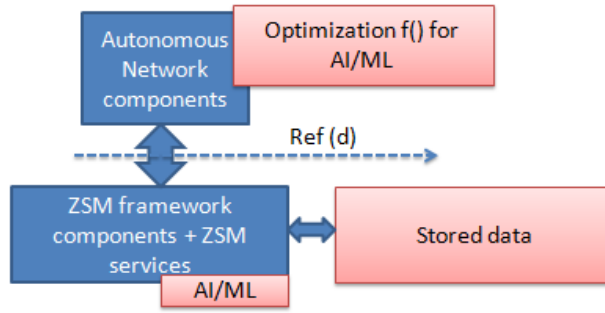 Autonomous
Network
components
Optimization f() for
AI/ML
Ref (d)
ZSM framework
components + ZSM
services
AI/ML
Stored data